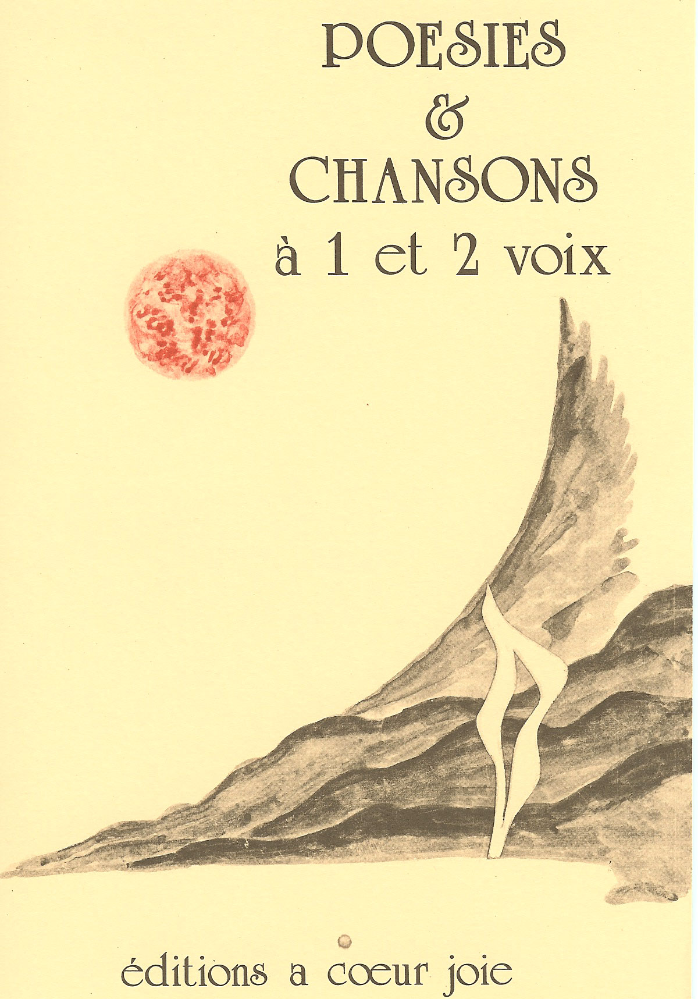 POESIES
&
CHANSONS
à 1 et 2 voix
éditions a coeur joie